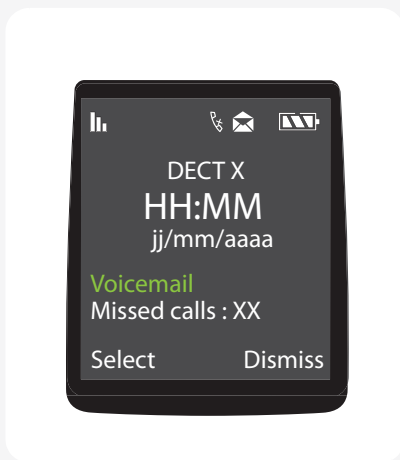 DECT X
HH:MM
jj/mm/aaaa
Voicemail
Missed calls : XX
Select Dismiss